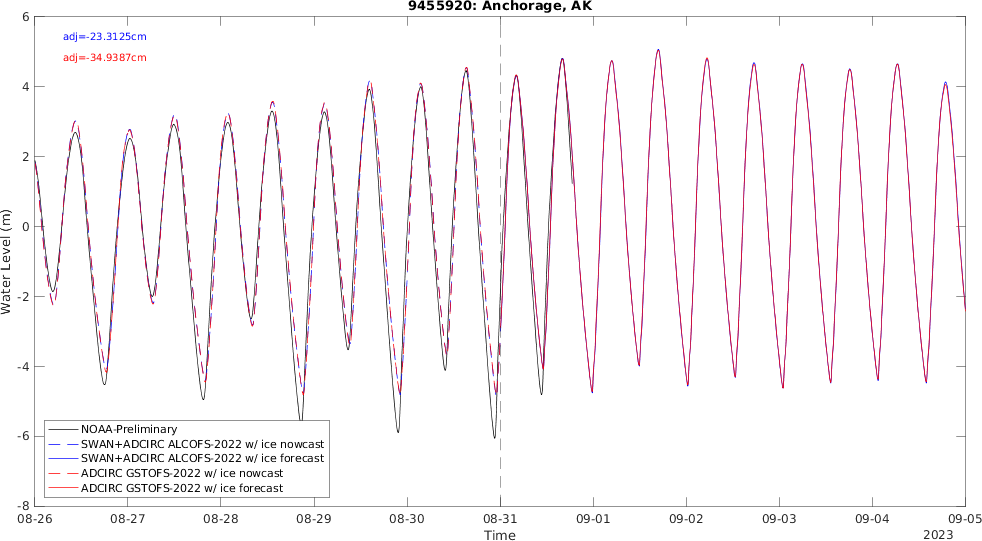 9455920: Anchorage, AK
adj=-23.3125cm
adj=-34.9387cm
6
4
2
0
-2
-4
-6
-8
Water Level (m)
NOAA-Preliminary
SWAN+ADCIRC ALCOFS-2022 w/ ice nowcast
SWAN+ADCIRC ALCOFS-2022 w/ ice forecast
ADCIRC GSTOFS-2022 w/ ice nowcast
ADCIRC GSTOFS-2022 w/ ice forecast
08-26 08-27 08-28 08-29 08-30 08-31 09-01 09-02 09-03 09-04 09-05
Time
2023